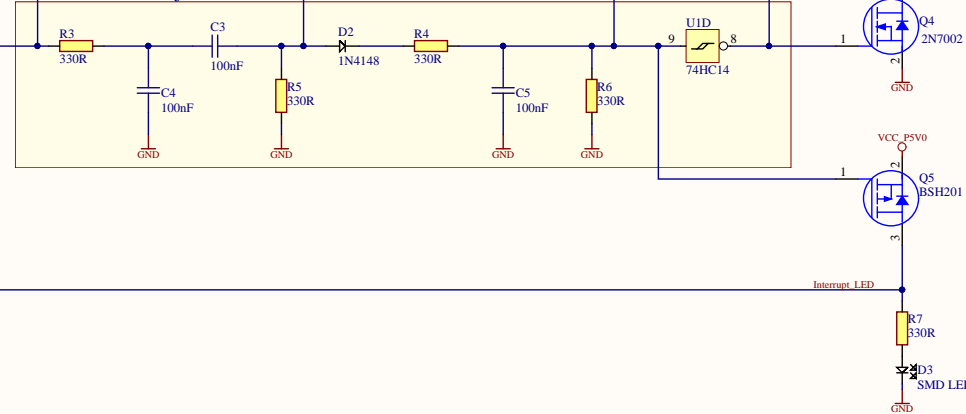 C3
100nF
R3
330R
D2
1N4148
R4
330R
U1D
9
8
74HC14
1
Q4
2N7002
2
GND
C4
100nF
R5
330R
C5
100nF
R6
330R
GND
GND
GND
GND
VCC_P5V0
2
1
Q5
BSH201
3
Interrupt_LED
R7
330R
D3
SMD LED
GND